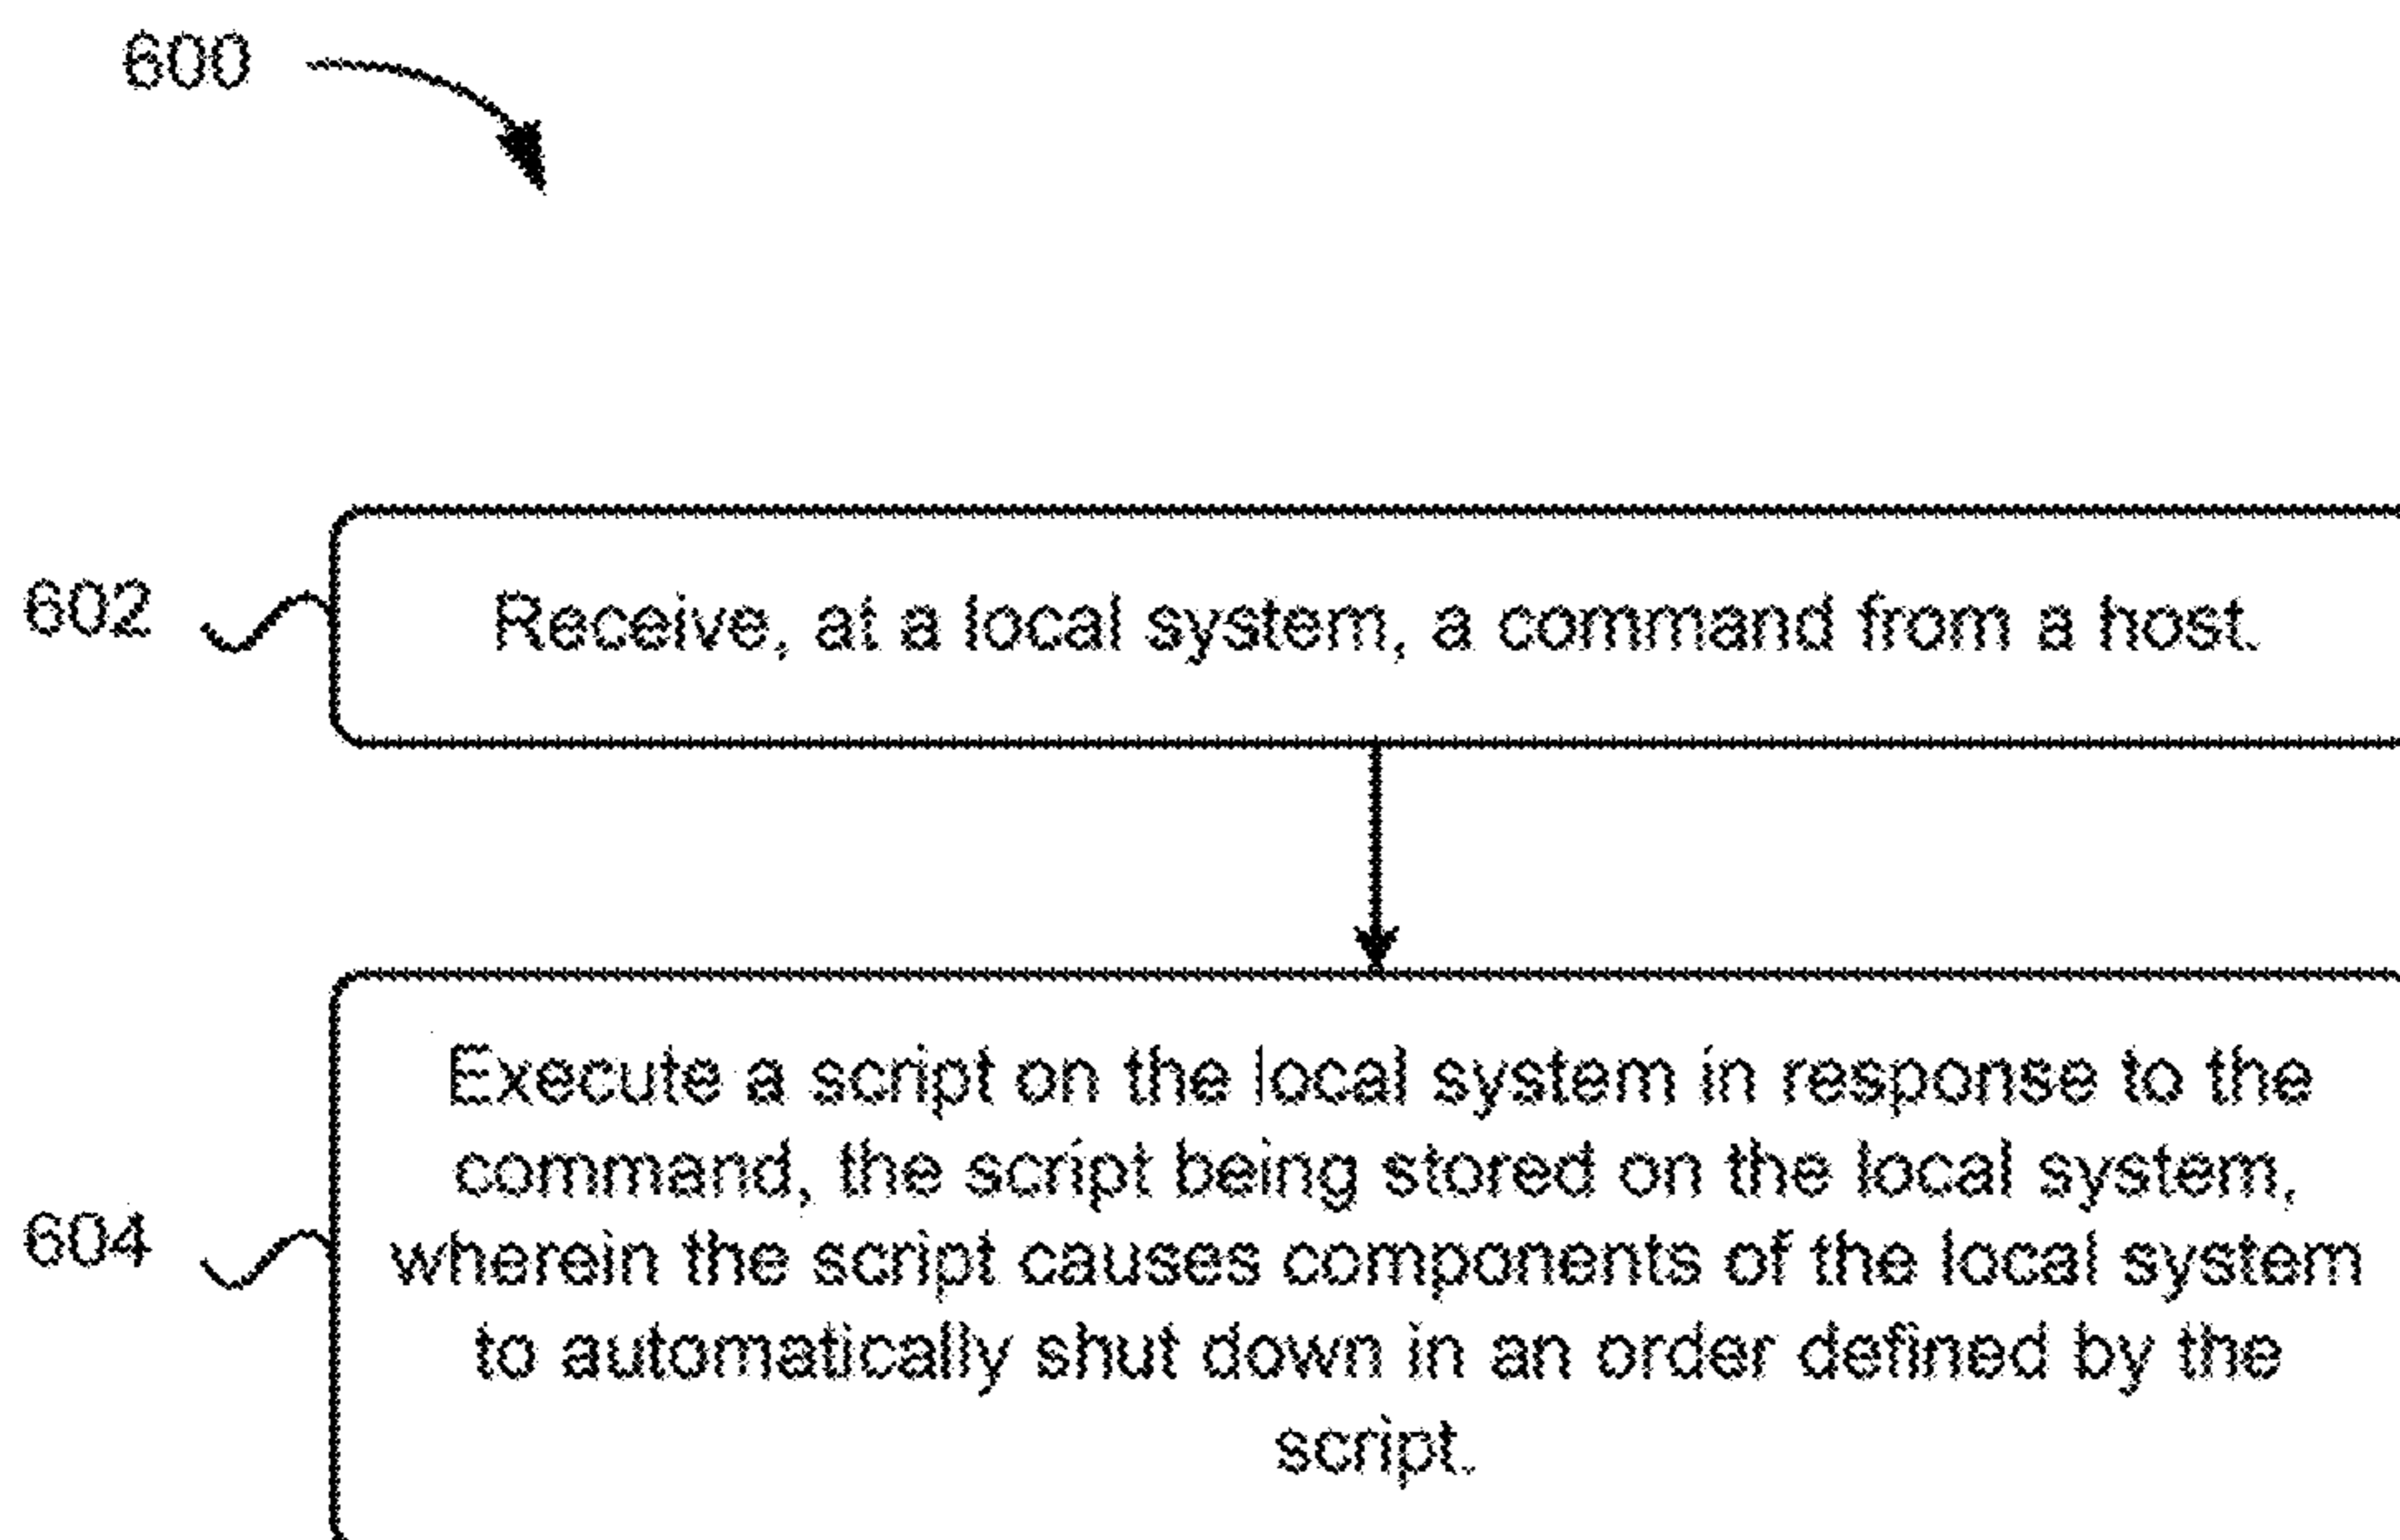 600
602
Receive, at a local system, a command from a host.
604
Execute a script on the local system in response to the
command, the script being stored on the local system,
wherein the script causes components of the local system
to automatically shut down in an order defined by the
script.